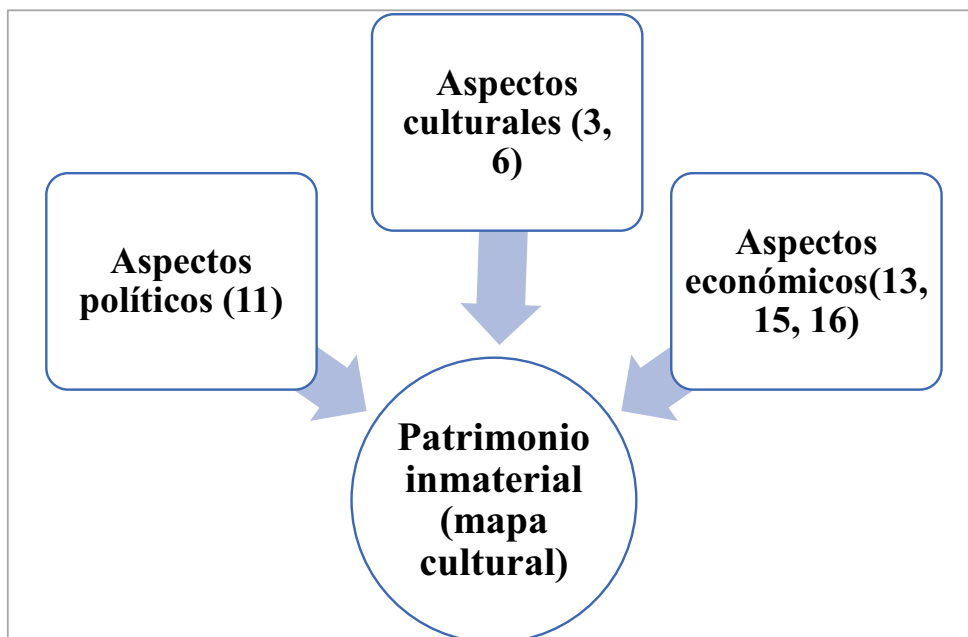 Aspectos
culturales (3,
6)
Aspectos
políticos (11)
Aspectos
económicos(13,
15, 16)
Patrimonio
inmaterial
(mapa
cultural)